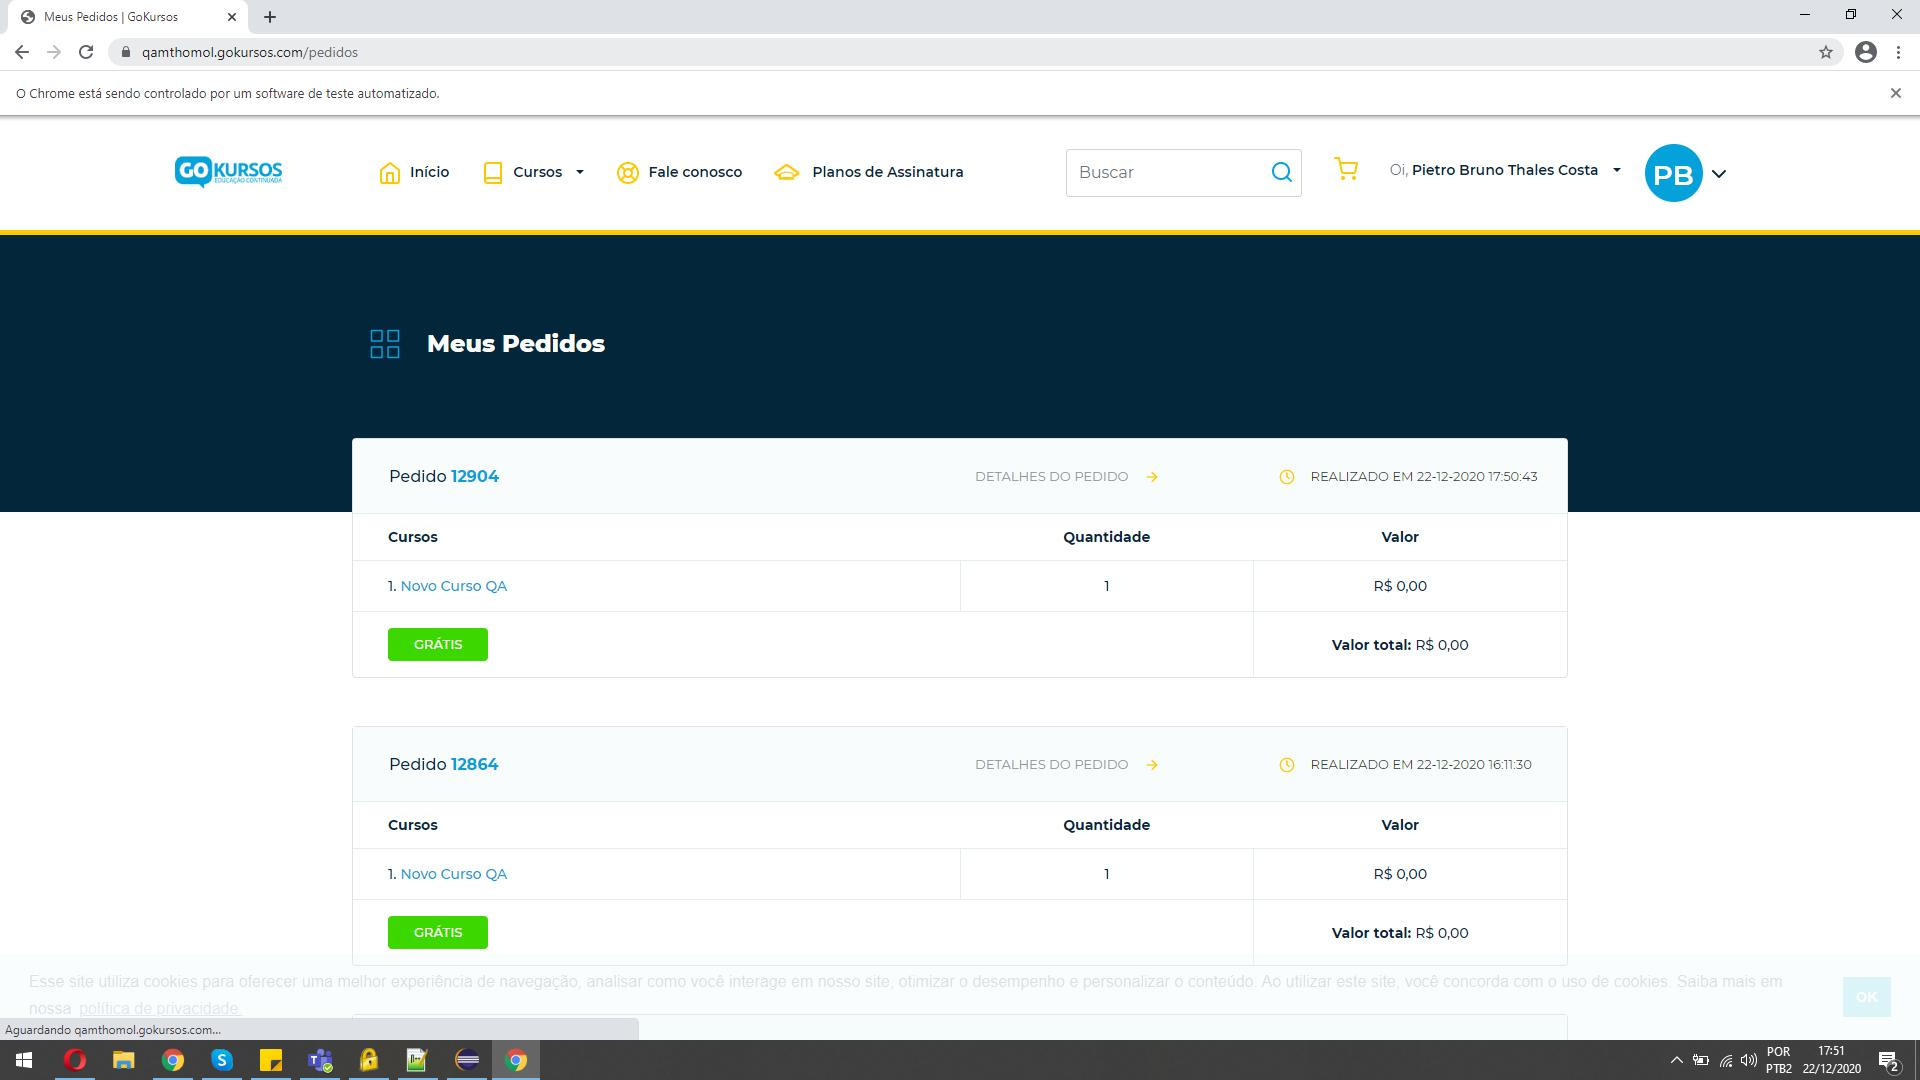 Meus Pedidos | GoKursos
qamthomol.gokursos.com/pedidos
O Chrome está sendo controlado por um software de teste automatizado.
GO KURSOS
EDUCAÇÃO CONTINUADA
Início
Cursos
Fale conosco
Planos de Assinatura
Buscar
Oi, Pietro Bruno Thales Costa
PB
Meus Pedidos
Pedido 12904
DETALHES DO PEDIDO
REALIZADO EM 22-12-2020 17:50:43
Cursos
Quantidade
Valor
1. Novo Curso QA
1
R$ 0,00
GRÁTIS
Valor total: R$ 0,00
Pedido 12864
DETALHES DO PEDIDO
REALIZADO EM 22-12-2020 16:11:30
Cursos
Quantidade
Valor
1. Novo Curso QA
1
R$ 0,00
GRÁTIS
Valor total: R$ 0,00
Esse site utiliza cookies para oferecer uma melhor experiência de navegação, analisar como você interage em nosso site, otimizar o desempenho e personalizar o conteúdo. Ao utilizar este site, você concorda com o uso de cookies. Saiba mais em
nossa política de privacidade.
OK
Aguardando qamthomol.gokursos.com...
POR
PTB2
17:51
22/12/2020
2